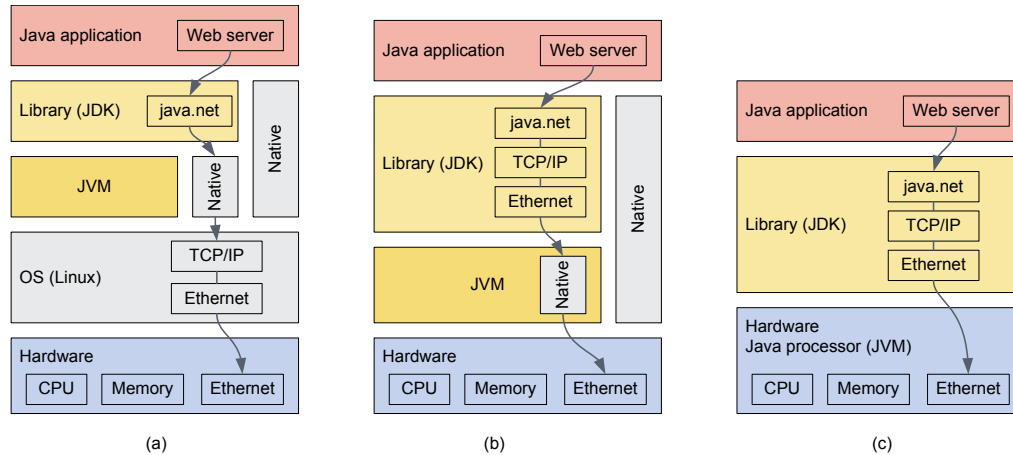 Java application
Web server
Library (JDK)
java.net
Native
JVM
Native
TCP/IP
OS (Linux)
Ethernet
Hardware
CPU
Memory
Ethernet
(a)
Java application
Web server
java.net
Library (JDK)
TCP/IP
Ethernet
Native
JVM
Native
Hardware
CPU
Memory
Ethernet
(b)
Java application
Web server
java.net
Library (JDK)
TCP/IP
Ethernet
Hardware
Java processor (JVM)
CPU
Memory
Ethernet
(c)